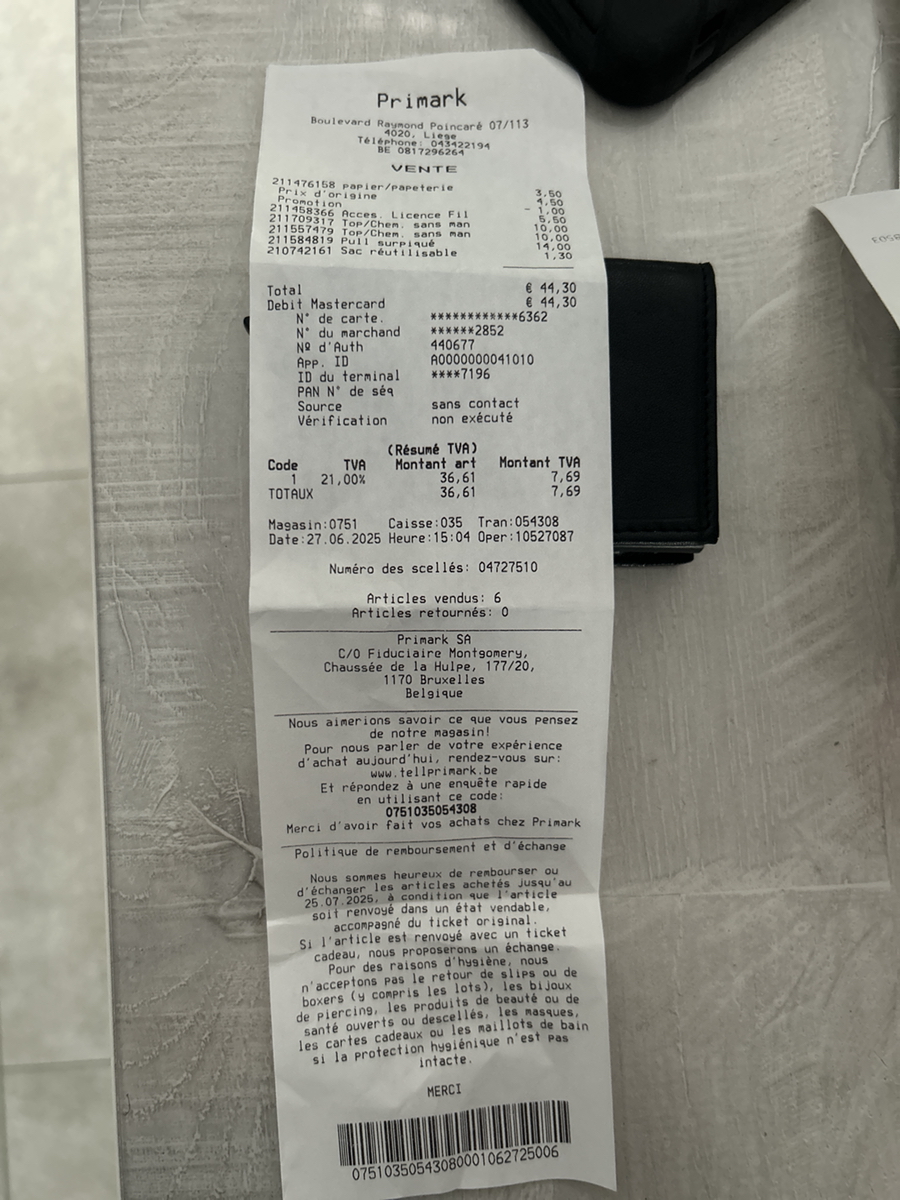 Primark
Boulevard Raymond Poincaré 07/113
4020, Liege
Téléphone: 043422194
BE 0817296264
VENTE
211476158 papier/papeterie 3,50
Prix d'origine 4,50
Promotion - 1,00
211458366 Acces. Licence Fil 5,50
211709317 Top/Chem. sans man 10,00
211557479 Top/Chem. sans man 10,00
211584819 Pull surpiqué 14,00
210742161 Sac réutilisable 1,30
Total € 44,30
Debit Mastercard € 44,30
N° de carte. ************6362
N° du marchand ******2852
Nº d'Auth 440677
App. ID A0000000041010
ID du terminal ****7196
PAN N° de séq
Source sans contact
Vérification non exécuté
(Résumé TVA)
Code TVA Montant art Montant TVA
1 21,00% 36,61 7,69
TOTAUX 36,61 7,69
Magasin:0751 Caisse:035 Tran:054308
Date:27.06.2025 Heure:15:04 Oper:10527087
Numéro des scellés: 04727510
Articles vendus: 6
Articles retournés: 0
Primark SA
C/O Fiduciaire Montgomery,
Chaussée de la Hulpe, 177/20,
1170 Bruxelles
Belgique
Nous aimerions savoir ce que vous pensez
de notre magasin!
Pour nous parler de votre expérience
d'achat aujourd'hui, rendez-vous sur:
www.tellprimark.be
Et répondez à une enquête rapide
en utilisant ce code:
0751035054308
Merci d'avoir fait vos achats chez Primark
Politique de remboursement et d'échange
Nous sommes heureux de rembourser ou
d'échanger les articles achetés jusqu'au
25.07.2025, à condition que l'article
soit renvoyé dans un état vendable,
accompagné du ticket original.
Si l'article est renvoyé avec un ticket
cadeau, nous proposerons un échange.
Pour des raisons d'hygiène, nous
n'acceptons pas le retour de slips ou de
boxers (y compris les lots), les bijoux
de piercing, les produits de beauté ou de
santé ouverts ou descellés, les masques,
les cartes cadeaux ou les maillots de bain
si la protection hygiénique n'est pas
intacte.
MERCI
07510350543080001062725006